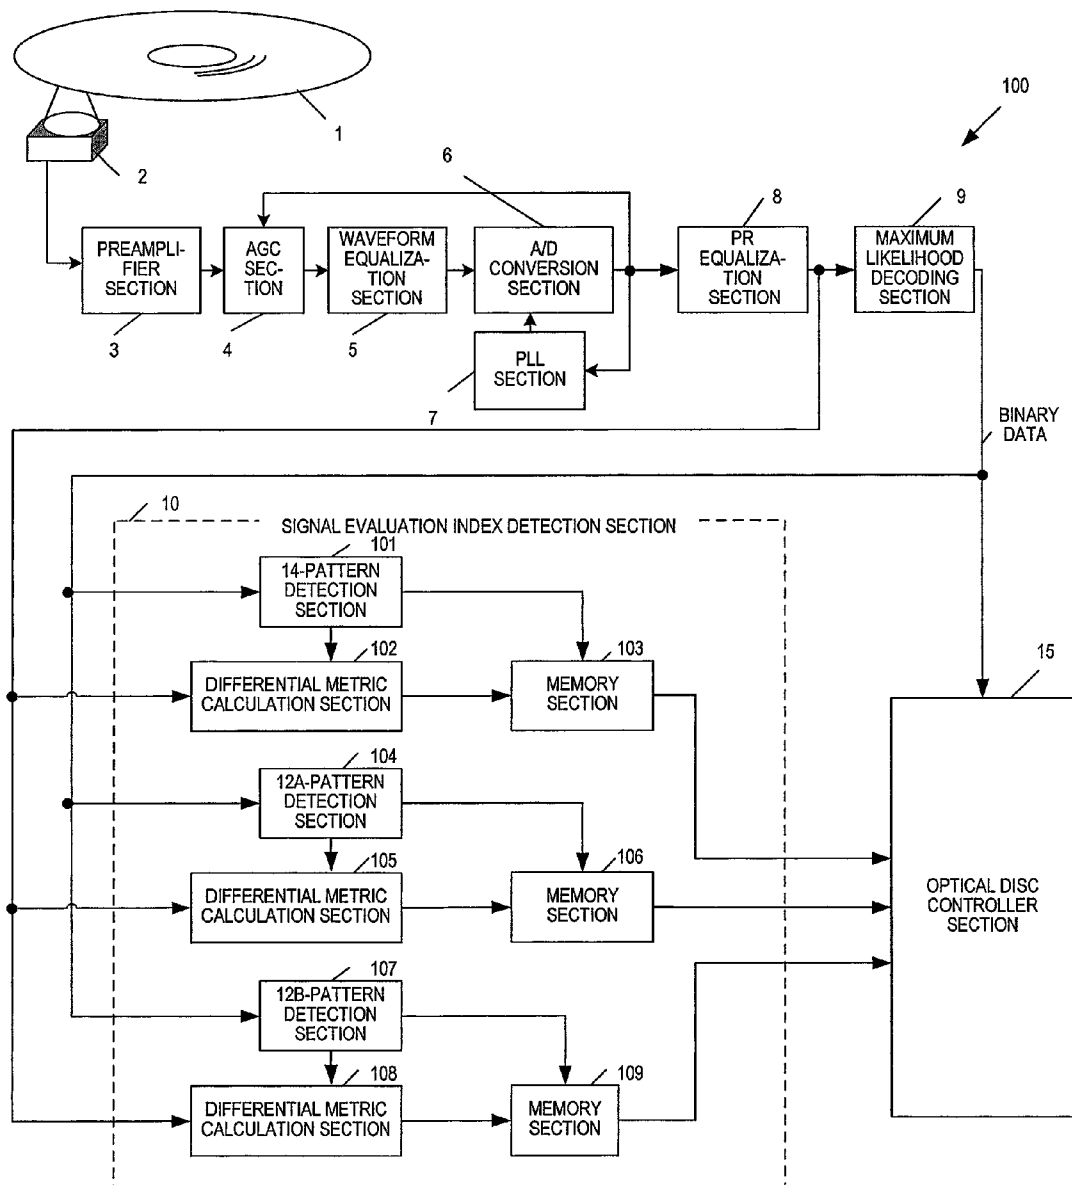 100
1
2
6
8
9
PREAMPLI-
FIER
SECTION
AGC
SEC-
TION
WAVEFORM
EQUALIZA-
TION
SECTION
A/D
CONVERSION
SECTION
PR
EQUALIZA-
TION
SECTION
MAXIMUM
LIKELIHOOD
DECODING
SECTION
3
4
5
PLL
SECTION
7
BINARY
DATA
10
SIGNAL EVALUATION INDEX DETECTION SECTION
101
14-PATTERN
DETECTION
SECTION
102
DIFFERENTIAL METRIC
CALCULATION SECTION
103
MEMORY
SECTION
15
104
12A-PATTERN
DETECTION
SECTION
105
DIFFERENTIAL METRIC
CALCULATION SECTION
106
MEMORY
SECTION
OPTICAL DISC
CONTROLLER
SECTION
107
12B-PATTERN
DETECTION
SECTION
108
DIFFERENTIAL METRIC
CALCULATION SECTION
109
MEMORY
SECTION